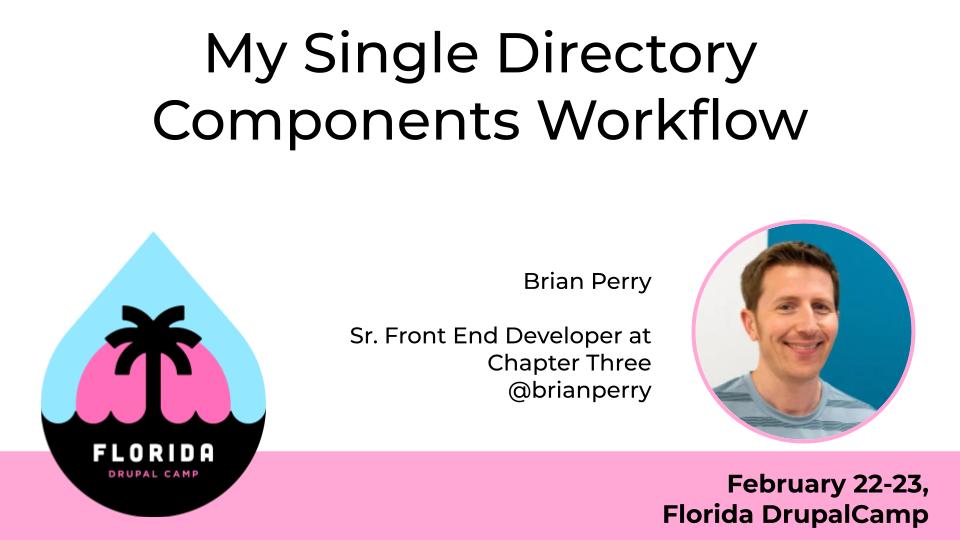 My Single Directory
Components Workflow
Brian Perry
Sr. Front End Developer at
Chapter Three
@brianperry
FLORIDA
DRUPAL CAMP
February 22-23,
Florida DrupalCamp